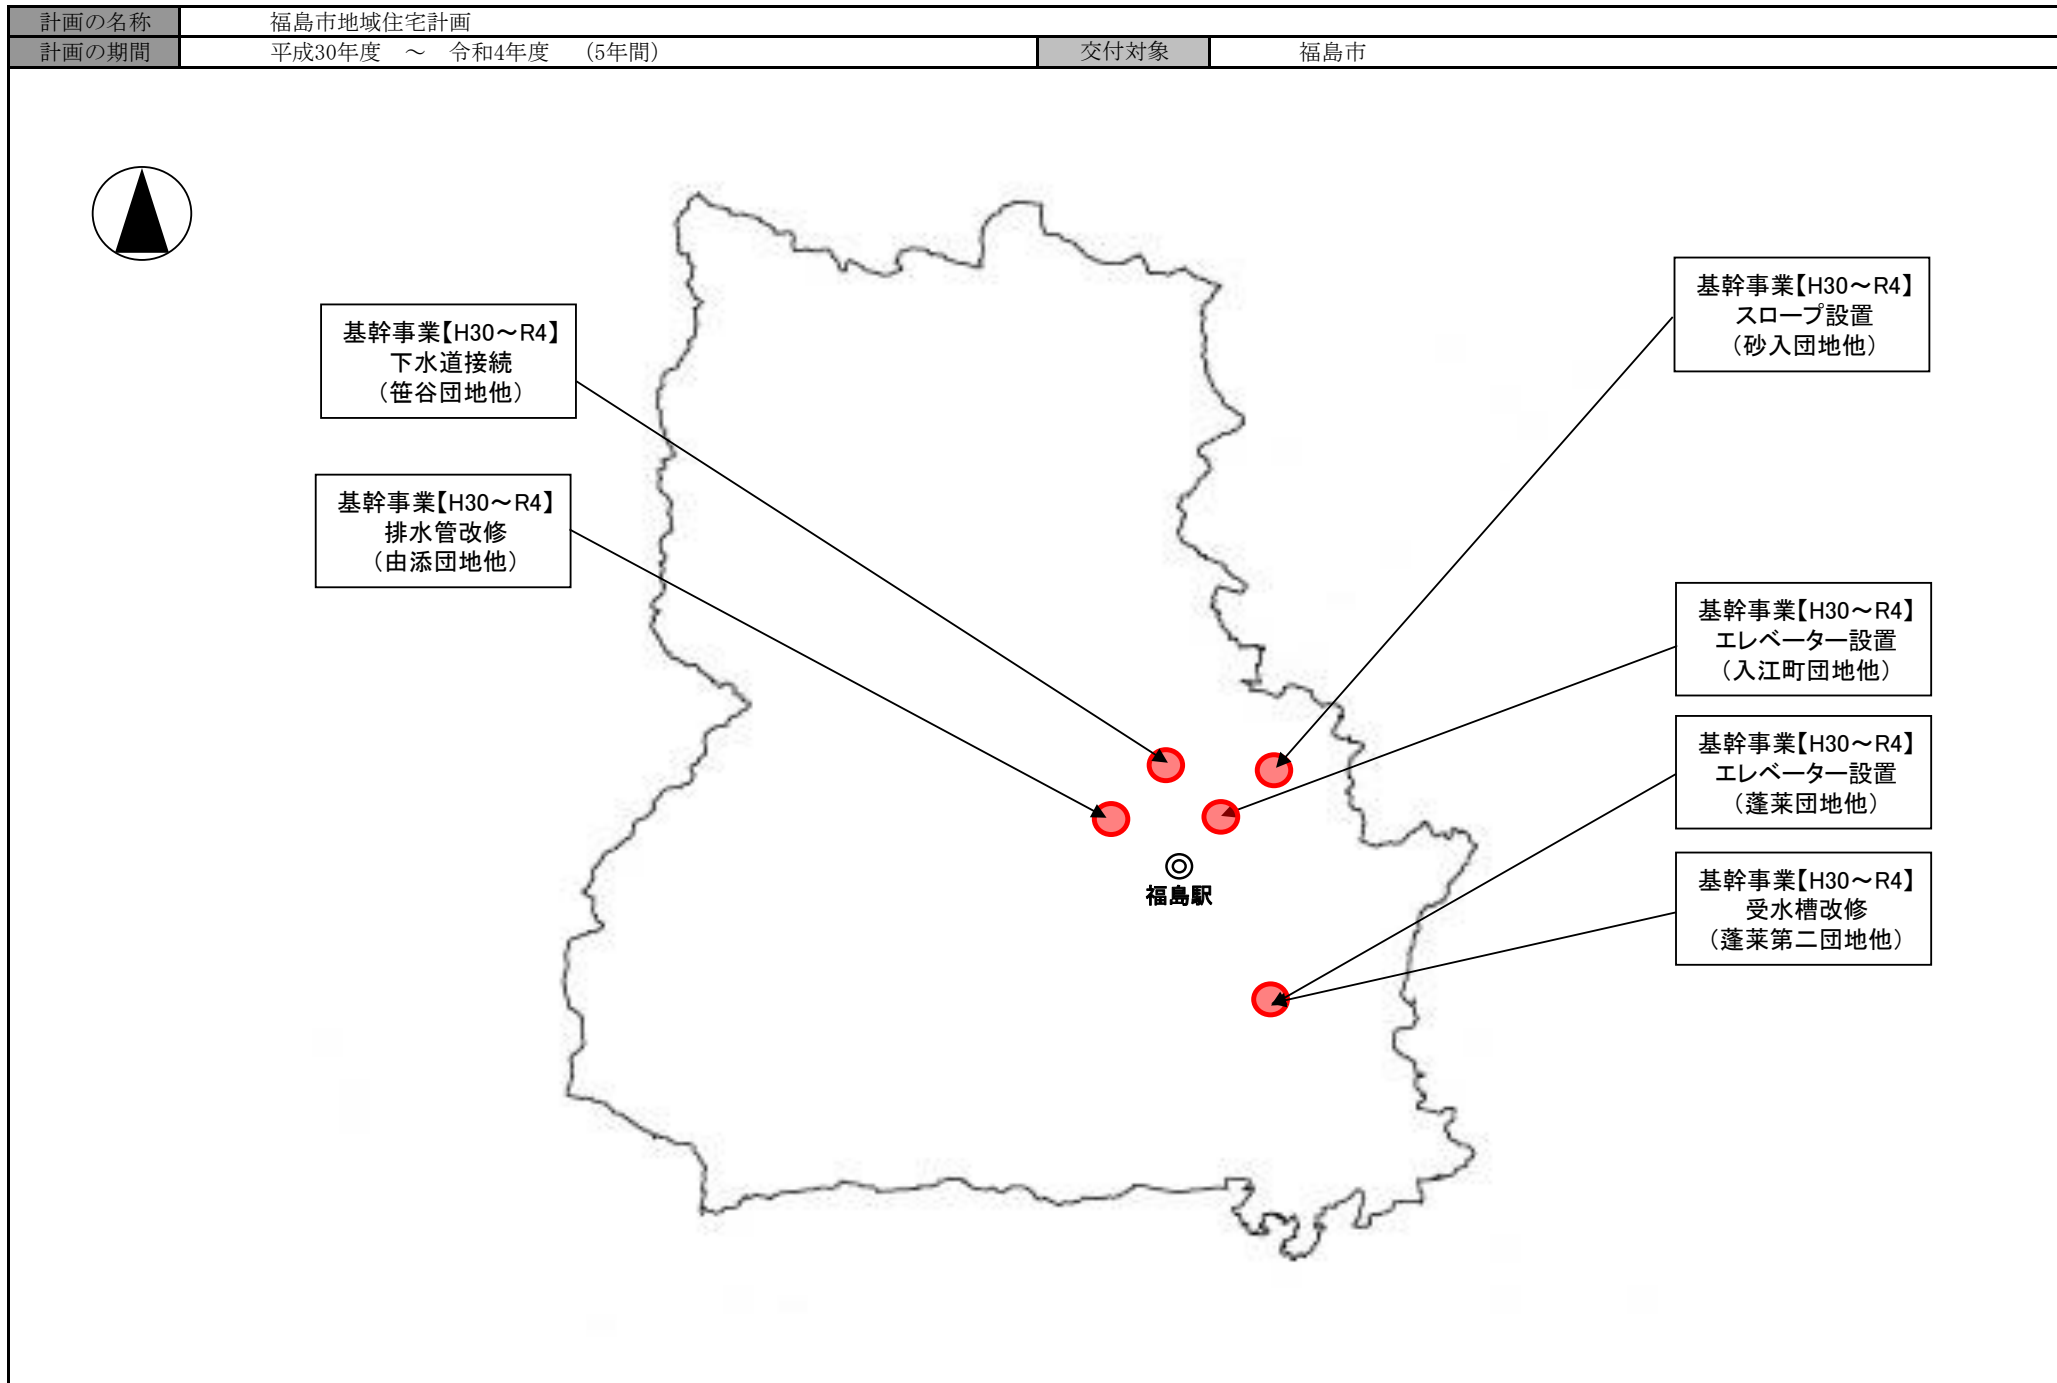 計画の名称 福島市地域住宅計画
計画の期間 平成30年度 ～ 令和4年度 (5年間) 交付対象 福島市
基幹事業【H30～R4】
スロープ設置
（砂入団地他）
基幹事業【H30～R4】
下水道接続
（笹谷団地他）
基幹事業【H30～R4】
排水管改修
（由添団地他）
基幹事業【H30～R4】
エレベーター設置
（入江町団地他）
基幹事業【H30～R4】
エレベーター設置
（蓬莱団地他）
基幹事業【H30～R4】
受水槽改修
（蓬莱第二団地他）
福島駅